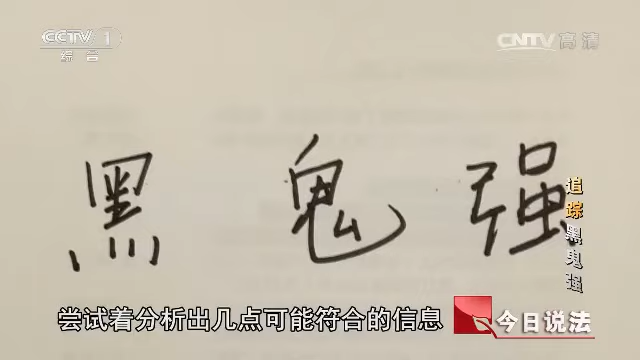 CCTV 1
综合
CNTV 高清
黑鬼强
追踪黑鬼强
尝试着分析出几点可能符合的信息
今日说法